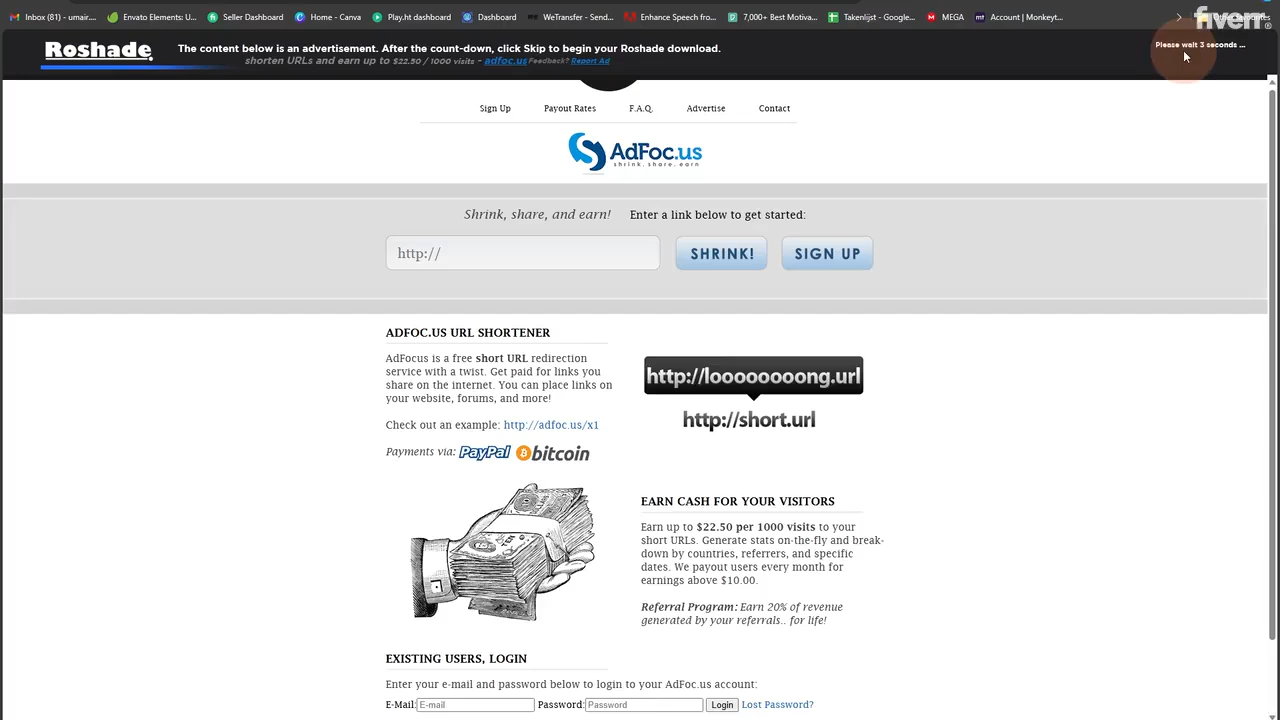 Inbox (81) - umair...
Envato Elements: U...
Seller Dashboard
Home - Canva
Play.ht dashboard
Dashboard
WeTransfer - Send...
Enhance Speech fro...
7,000+ Best Motiva...
Takenlijst - Google...
MEGA
Account | Monkeyt...
fiverr
Roshade
The content below is an advertisement. After the count-down, click Skip to begin your Roshade download.
shorten URLs and earn up to $22.50 / 1000 visits - adfoc.us Feedback? Report Ad
Please wait 3 seconds ...
Sign Up
Payout Rates
F.A.Q.
Advertise
Contact
AdFoc.us
shrink. share. earn
Shrink, share, and earn! Enter a link below to get started:
http://
SHRINK!
SIGN UP
ADFOC.US URL SHORTENER
AdFocus is a free short URL redirection
service with a twist. Get paid for links you
share on the internet. You can place links on
your website, forums, and more!
Check out an example: http://adfoc.us/x1
Payments via: PayPal bitcoin
http://looooooong.url
http://short.url
EARN CASH FOR YOUR VISITORS
Earn up to $22.50 per 1000 visits to your
short URLs. Generate stats on-the-fly and break-
down by countries, referrers, and specific
dates. We payout users every month for
earnings above $10.00.
Referral Program: Earn 20% of revenue
generated by your referrals.. for life!
EXISTING USERS, LOGIN
Enter your e-mail and password below to login to your AdFoc.us account:
E-Mail: E-mail Password: Password Login Lost Password?